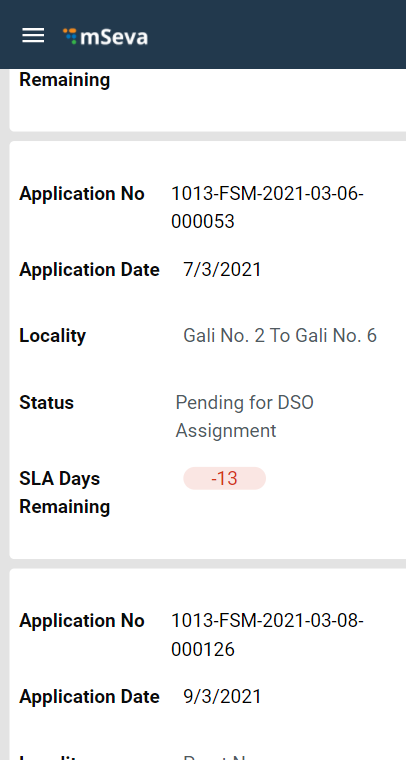 mSeva
Remaining
Application No 1013-FSM-2021-03-06-
000053
Application Date 7/3/2021
Locality Gali No. 2 To Gali No. 6
Status Pending for DSO
Assignment
SLA Days -13
Remaining
Application No 1013-FSM-2021-03-08-
000126
Application Date 9/3/2021